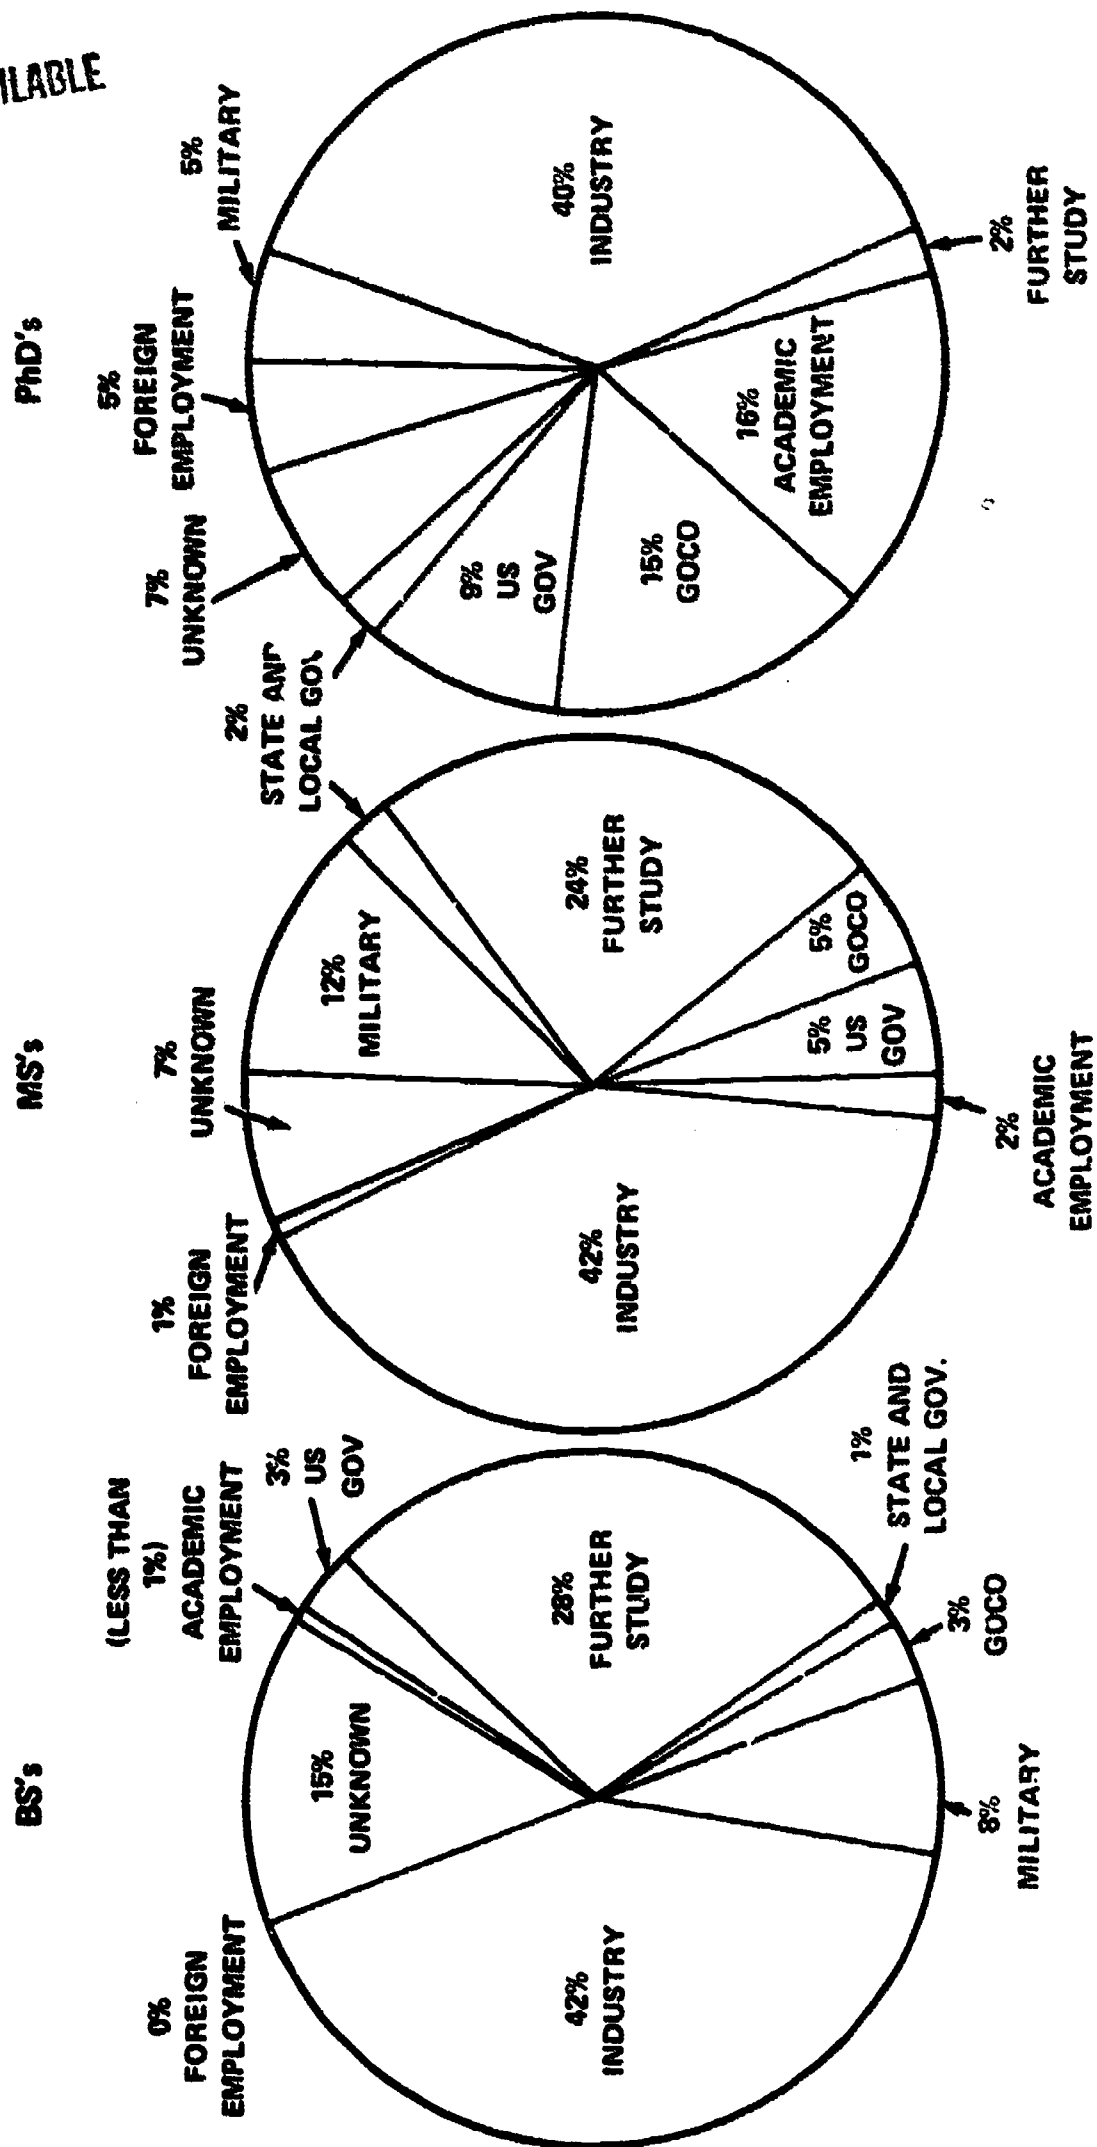 ILABLE
BS's
0%
FOREIGN
EMPLOYMENT
15%
UNKNOWN
(LESS THAN
1%)
ACADEMIC
EMPLOYMENT
3%
US
GOV
28%
FURTHER
STUDY
1%
STATE AND
LOCAL GOV.
3%
GOCO
8%
MILITARY
42%
INDUSTRY
MS's
1%
FOREIGN
EMPLOYMENT
7%
UNKNOWN
12%
MILITARY
2%
STATE AND
LOCAL GOV
24%
FURTHER
STUDY
5%
GOCO
5%
US
GOV
2%
ACADEMIC
EMPLOYMENT
42%
INDUSTRY
PhD's
7%
UNKNOWN
5%
FOREIGN
EMPLOYMENT
5%
MILITARY
40%
INDUSTRY
2%
FURTHER
STUDY
16%
ACADEMIC
EMPLOYMENT
15%
GOCO
9%
US
GOV